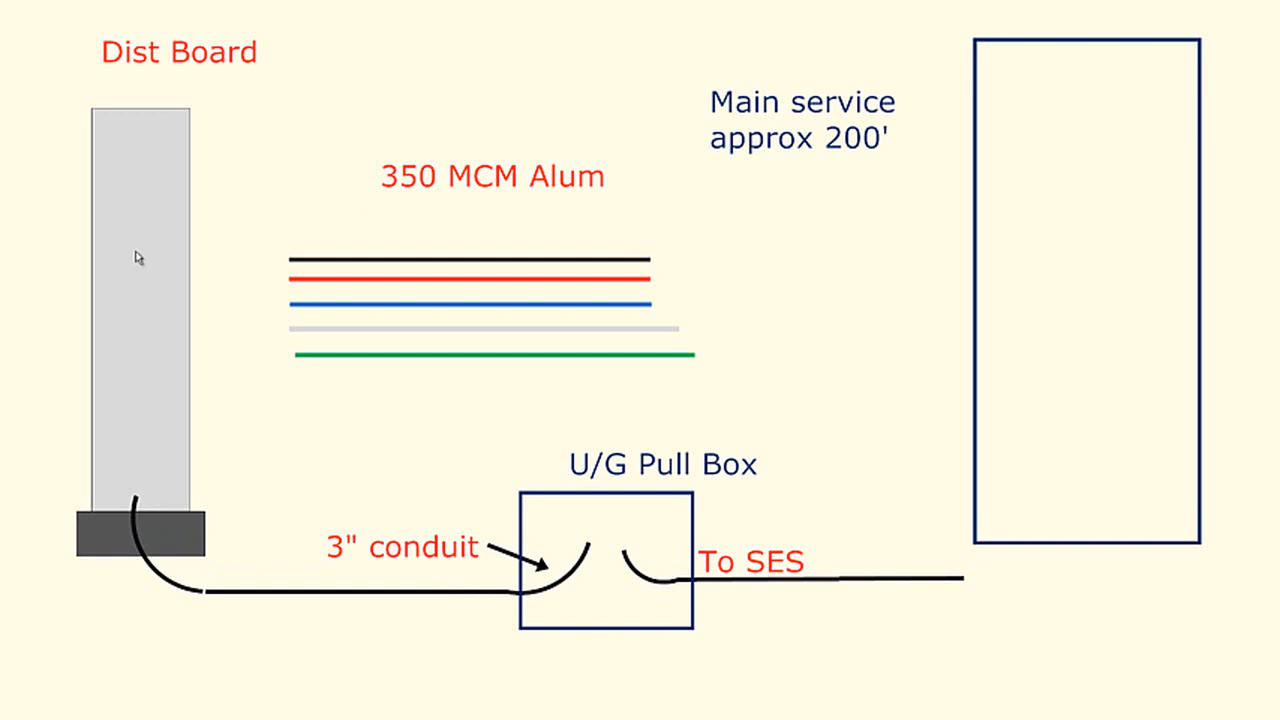 Dist Board
Main service
approx 200'
350 MCM Alum
U/G Pull Box
3" conduit
To SES